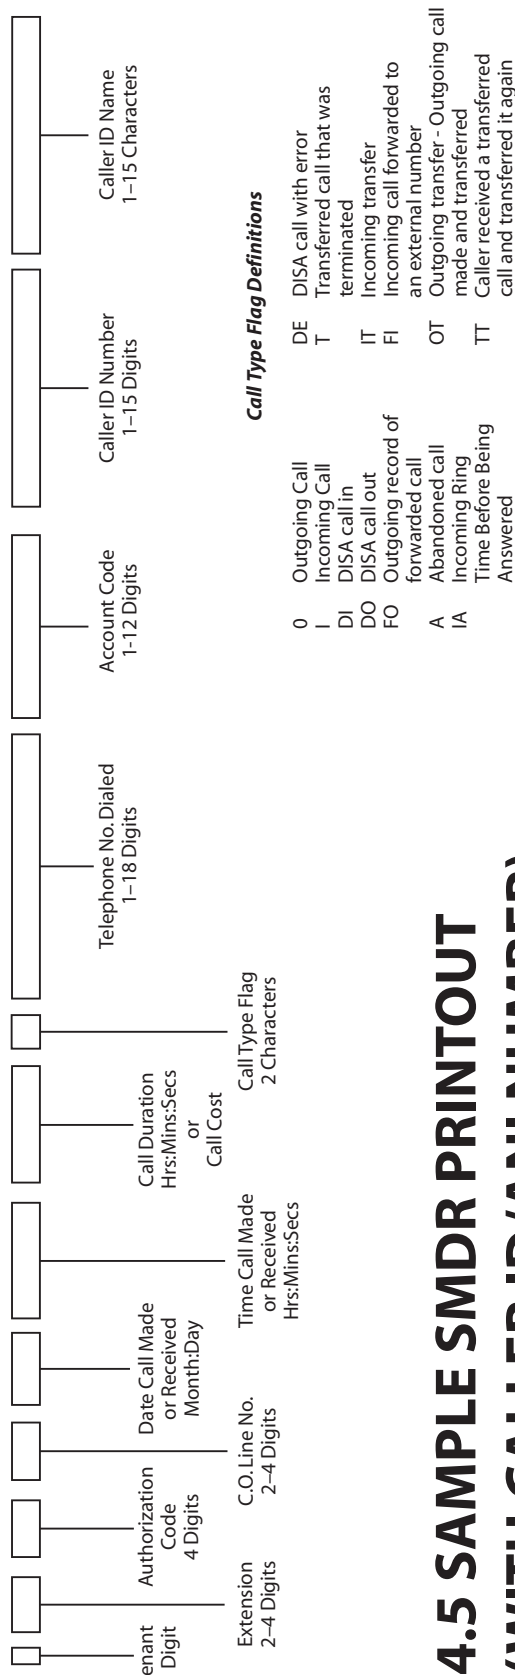 enant
Digit
Extension
2–4 Digits
Authorization
Code
4 Digits
C.O. Line No.
2–4 Digits
Date Call Made
or Received
Month:Day
Time Call Made
or Received
Hrs:Mins:Secs
Call Duration
Hrs:Mins:Secs
or
Call Cost
Call Type Flag
2 Characters
Telephone No. Dialed
1–18 Digits
Account Code
1-12 Digits
Caller ID Number
1–15 Digits
Caller ID Name
1–15 Characters
Call Type Flag Definitions
0 Outgoing Call
I Incoming Call
DI DISA call in
DO DISA call out
FO Outgoing record of
forwarded call
A Abandoned call
IA Incoming Ring
Time Before Being
Answered
DE DISA call with error
T Transferred call that was
terminated
IT Incoming transfer
FI Incoming call forwarded to
an external number
OT Outgoing transfer - Outgoing call
made and transferred
TT Caller received a transferred
call and transferred it again
4.5 SAMPLE SMDR PRINTOUT
(WITH CALLER ID/ANI NUMBER)